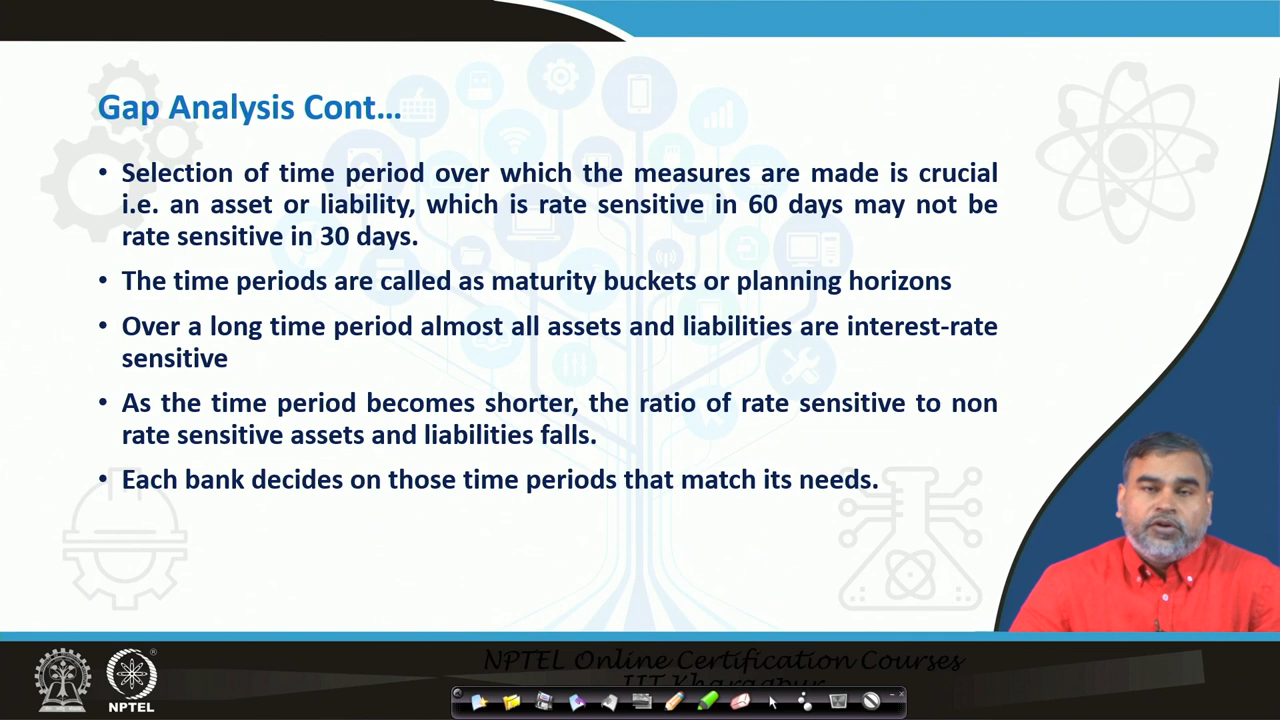 Gap Analysis Cont...
• Selection of time period over which the measures are made is crucial
i.e. an asset or liability, which is rate sensitive in 60 days may not be
rate sensitive in 30 days.
• The time periods are called as maturity buckets or planning horizons
• Over a long time period almost all assets and liabilities are interest-rate
sensitive
• As the time period becomes shorter, the ratio of rate sensitive to non
rate sensitive assets and liabilities falls.
• Each bank decides on those time periods that match its needs.
NPTEL Online Certification Courses
IIT Kharagpur
NPTEL